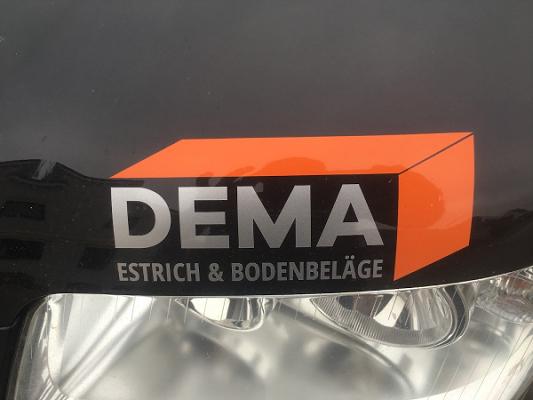 DEMA
ESTRICH & BODENBELÄGE